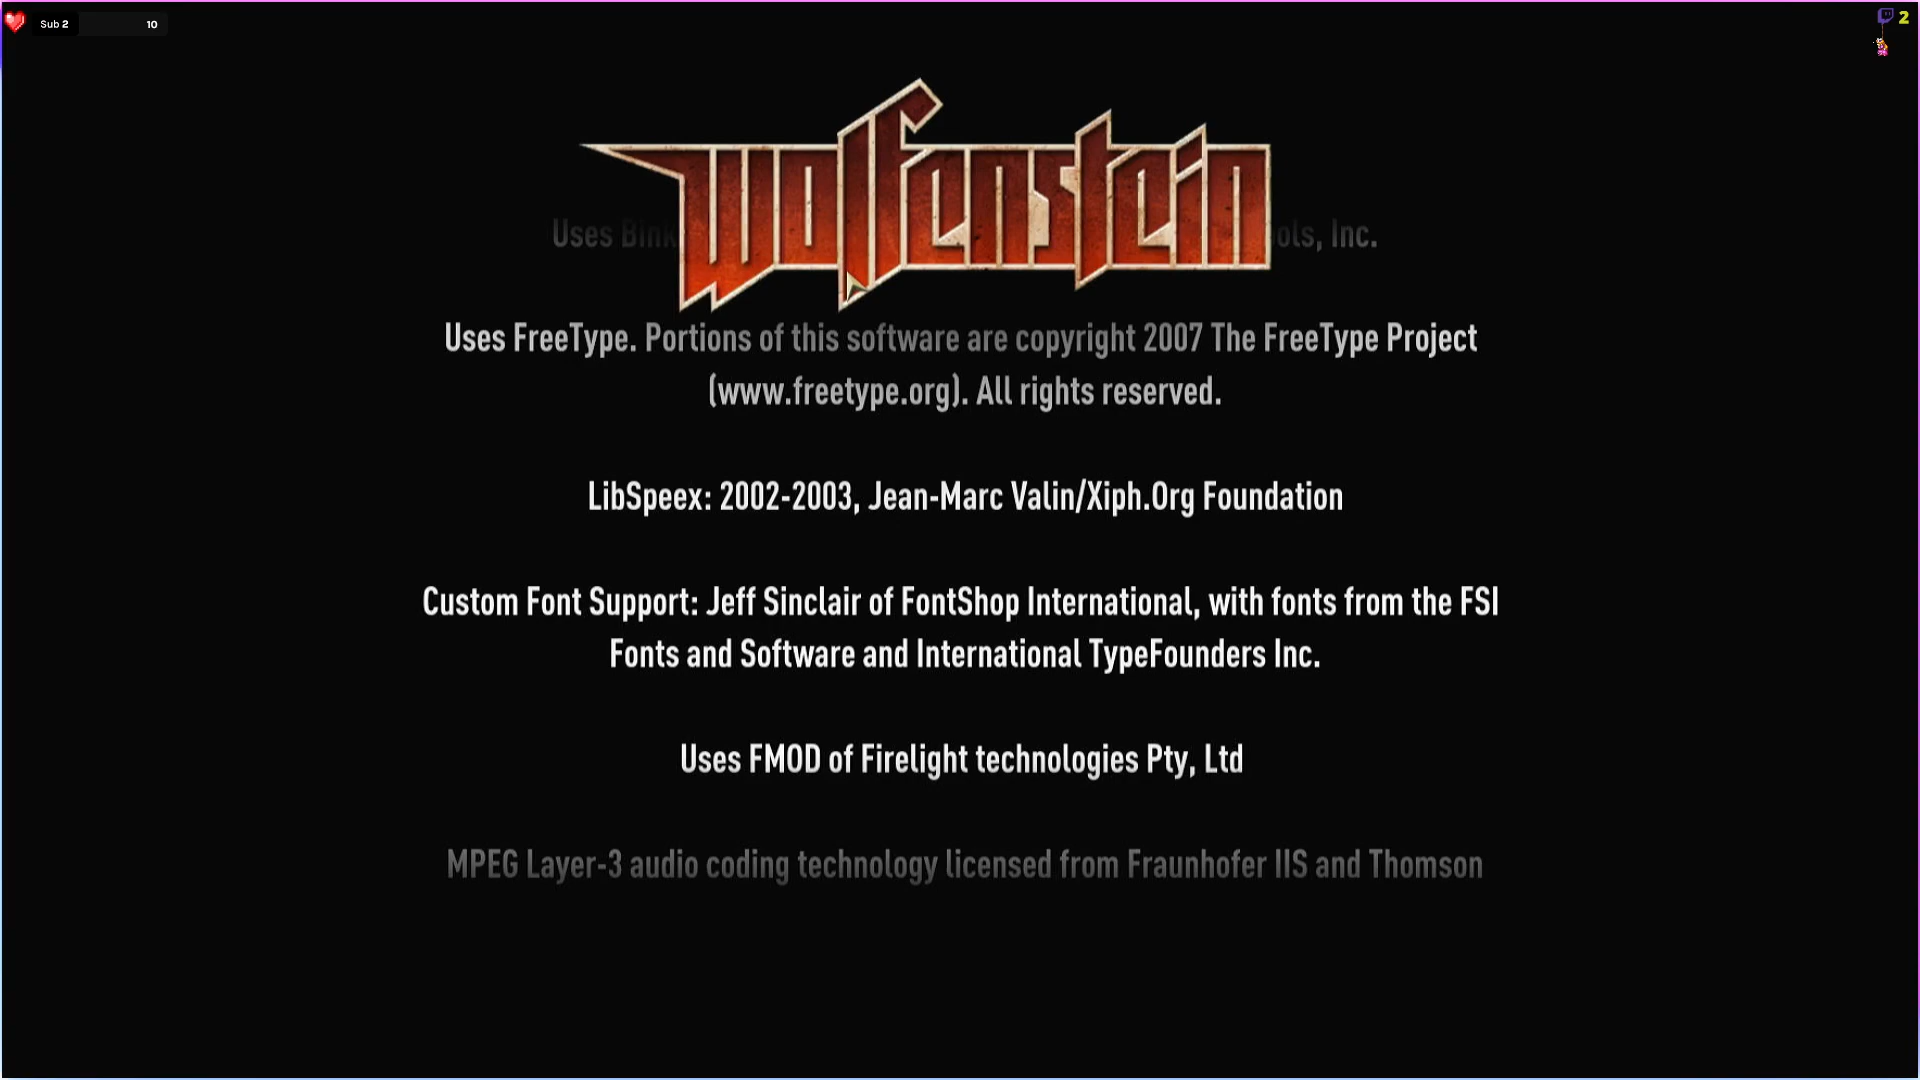 Sub 2 10
2
Wolfenstein
Uses Bink ols, Inc.
Uses FreeType. Portions of this software are copyright 2007 The FreeType Project
(www.freetype.org). All rights reserved.
LibSpeex: 2002-2003, Jean-Marc Valin/Xiph.Org Foundation
Custom Font Support: Jeff Sinclair of FontShop International, with fonts from the FSI
Fonts and Software and International TypeFounders Inc.
Uses FMOD of Firelight technologies Pty, Ltd
MPEG Layer-3 audio coding technology licensed from Fraunhofer IIS and Thomson